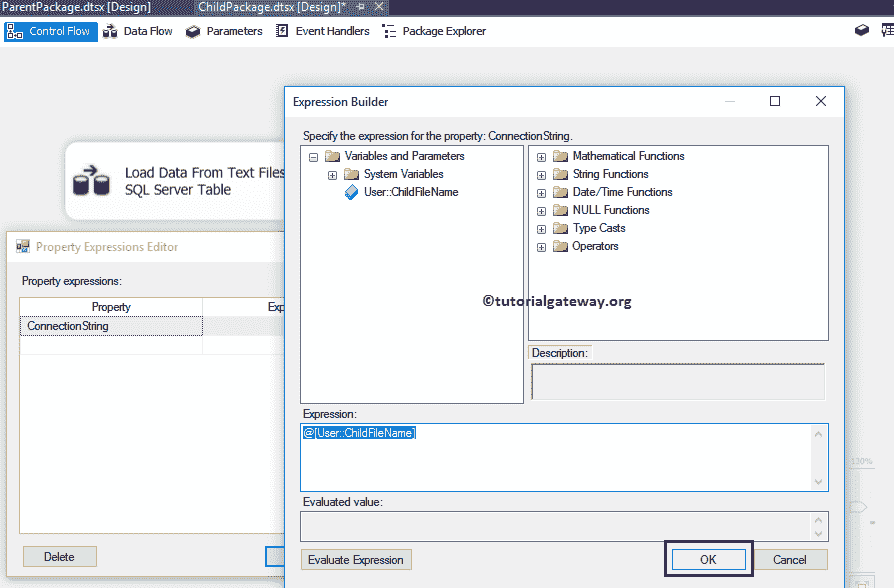 ParentPackage.dtsx [Design]
ChildPackage.dtsx [Design]*
Control Flow
Data Flow
Parameters
Event Handlers
Package Explorer
Load Data From Text Files
SQL Server Table
Property Expressions Editor
Property expressions:
Property
Exp
ConnectionString
Delete
Expression Builder
Specify the expression for the property: ConnectionString.
Variables and Parameters
System Variables
User::ChildFileName
Mathematical Functions
String Functions
Date/Time Functions
NULL Functions
Type Casts
Operators
©tutorialgateway.org
Description:
Expression:
@[User::ChildFileName]
Evaluated value:
Evaluate Expression
OK
Cancel
130%